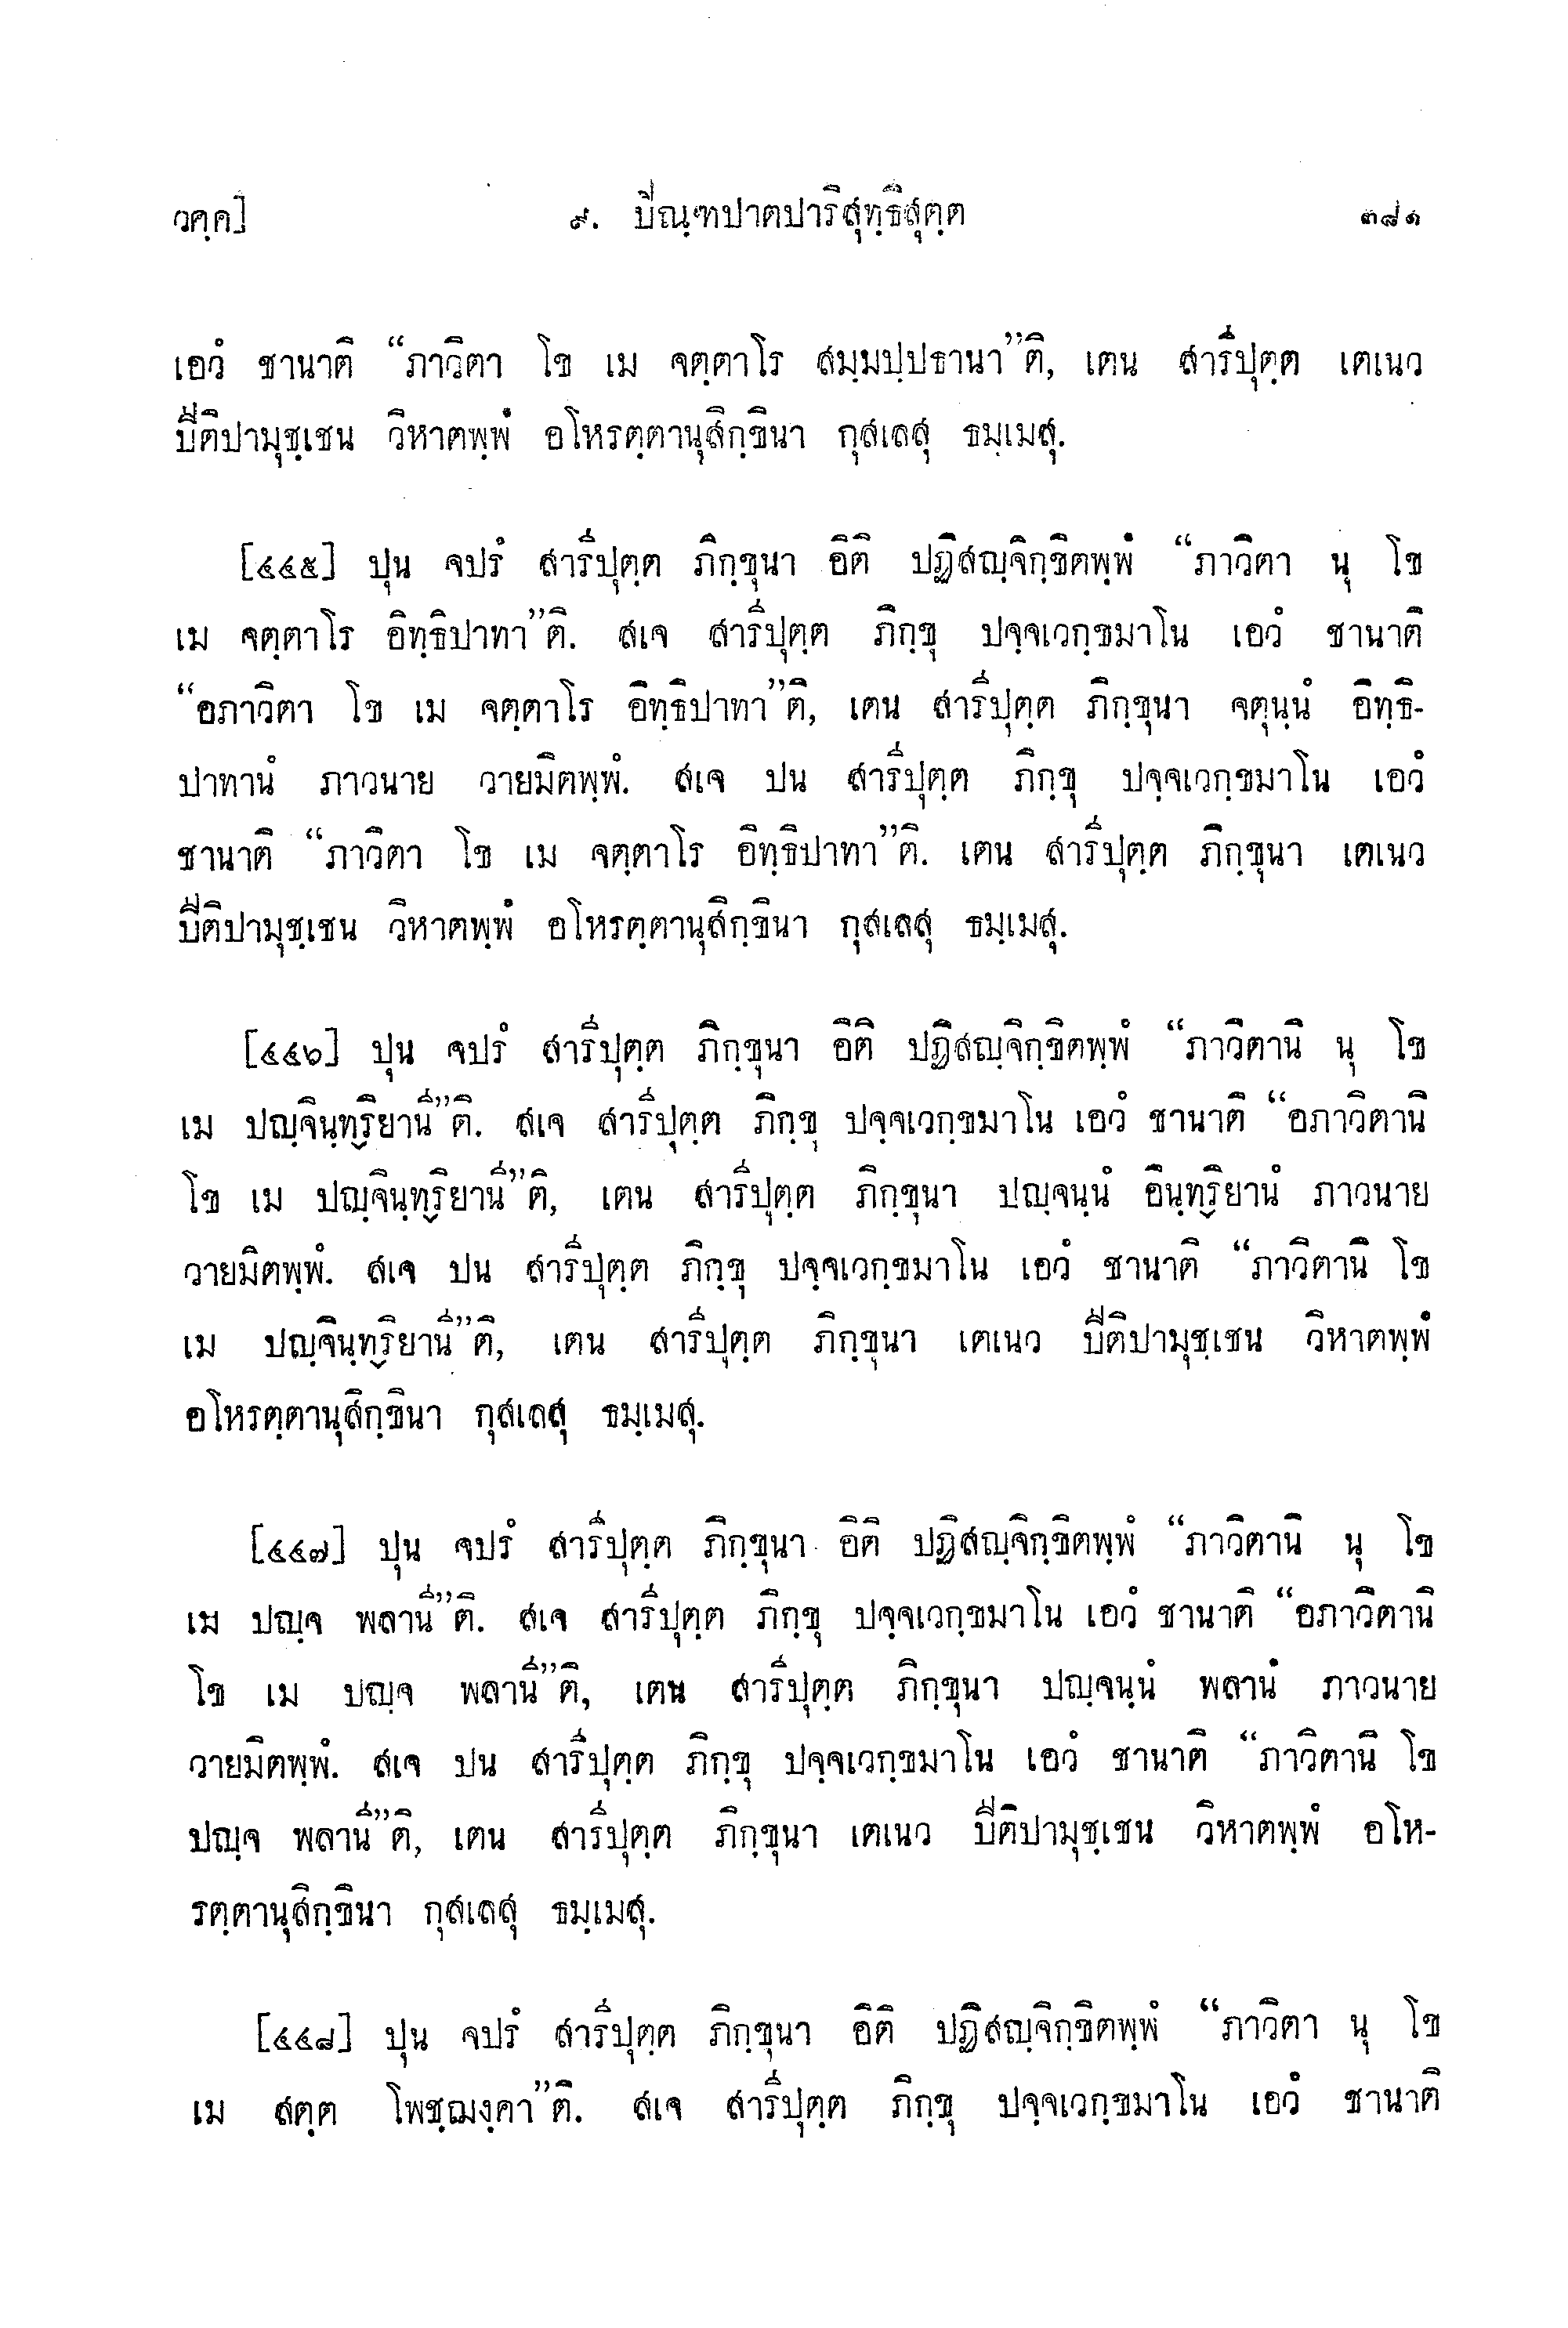 วคฺค] ๙. ปิณฺฑปาตปาริสุทฺธิสุตฺต ๓๘๑
เอวํ ชานาติ “ภาวิตา โข เม จตฺตาโร สมฺมปฺปธานา”ติ, เตน สารีปุตฺต เตเนว
ปีติปามุชฺเชน วิหาตพฺพํ อโหรตฺตานุสิกฺขินา กุสเลสุ ธมฺเมสุ.
[๔๔๕] ปุน จปรํ สารีปุตฺต ภิกฺขุนา อิติ ปฏิสญฺจิกฺขิตพฺพํ “ภาวิตา นุ โข
เม จตฺตาโร อิทฺธิปาทา”ติ. สเจ สารีปุตฺต ภิกฺขุ ปจฺจเวกฺขมาโน เอวํ ชานาติ
“อภาวิตา โข เม จตฺตาโร อิทฺธิปาทา”ติ, เตน สารีปุตฺต ภิกฺขุนา จตุนฺนํ อิทฺธิ-
ปาทานํ ภาวนาย วายมิตพฺพํ. สเจ ปน สารีปุตฺต ภิกฺขุ ปจฺจเวกฺขมาโน เอวํ
ชานาติ “ภาวิตา โข เม จตฺตาโร อิทฺธิปาทา”ติ. เตน สารีปุตฺต ภิกฺขุนา เตเนว
ปีติปามุชฺเชน วิหาตพฺพํ อโหรตฺตานุสิกฺขินา กุสเลสุ ธมฺเมสุ.
[๔๔๖] ปุน จปรํ สารีปุตฺต ภิกฺขุนา อิติ ปฏิสญฺจิกฺขิตพฺพํ “ภาวิตานิ นุ โข
เม ปญฺจินฺทฺริยานี”ติ. สเจ สารีปุตฺต ภิกฺขุ ปจฺจเวกฺขมาโน เอวํ ชานาติ “อภาวิตานิ
โข เม ปญฺจินฺทฺริยานี”ติ, เตน สารีปุตฺต ภิกฺขุนา ปญฺจนฺนํ อินฺทฺริยานํ ภาวนาย
วายมิตพฺพํ. สเจ ปน สารีปุตฺต ภิกฺขุ ปจฺจเวกฺขมาโน เอวํ ชานาติ “ภาวิตานิ โข
เม ปญฺจินฺทฺริยานี”ติ, เตน สารีปุตฺต ภิกฺขุนา เตเนว ปีติปามุชฺเชน วิหาตพฺพํ
อโหรตฺตานุสิกฺขินา กุสเลสุ ธมฺเมสุ.
[๔๔๗] ปุน จปรํ สารีปุตฺต ภิกฺขุนา อิติ ปฏิสญฺจิกฺขิตพฺพํ “ภาวิตานิ นุ โข
เม ปญฺจ พลานี”ติ. สเจ สารีปุตฺต ภิกฺขุ ปจฺจเวกฺขมาโน เอวํ ชานาติ “อภาวิตานิ
โข เม ปญฺจ พลานี”ติ, เตน สารีปุตฺต ภิกฺขุนา ปญฺจนฺนํ พลานํ ภาวนาย
วายมิตพฺพํ. สเจ ปน สารีปุตฺต ภิกฺขุ ปจฺจเวกฺขมาโน เอวํ ชานาติ “ภาวิตานิ โข
ปญฺจ พลานี”ติ, เตน สารีปุตฺต ภิกฺขุนา เตเนว ปีติปามุชฺเชน วิหาตพฺพํ อโห-
รตฺตานุสิกฺขินา กุสเลสุ ธมฺเมสุ.
[๔๔๘] ปุน จปรํ สารีปุตฺต ภิกฺขุนา อิติ ปฏิสญฺจิกฺขิตพฺพํ “ภาวิตา นุ โข
เม สตฺต โพชฺฌงฺคา”ติ. สเจ สารีปุตฺต ภิกฺขุ ปจฺจเวกฺขมาโน เอวํ ชานาติ